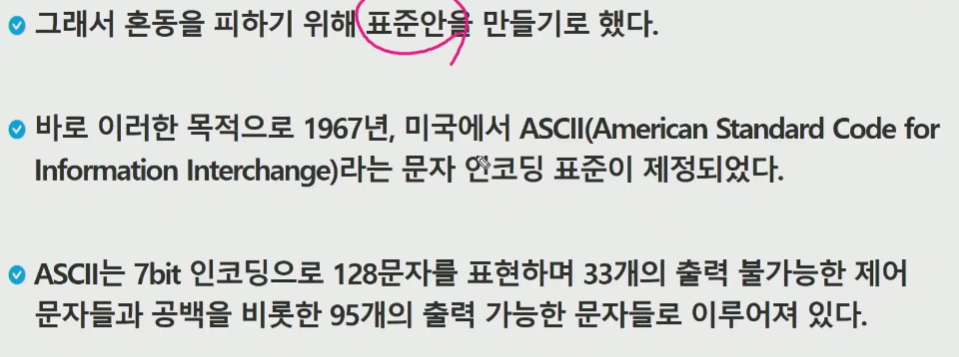 그래서 혼동을 피하기 위해 표준안을 만들기로 했다.
바로 이러한 목적으로 1967년, 미국에서 ASCII(American Standard Code for
Information Interchange)라는 문자 인코딩 표준이 제정되었다.
ASCII는 7bit 인코딩으로 128문자를 표현하며 33개의 출력 불가능한 제어
문자들과 공백을 비롯한 95개의 출력 가능한 문자들로 이루어져 있다.